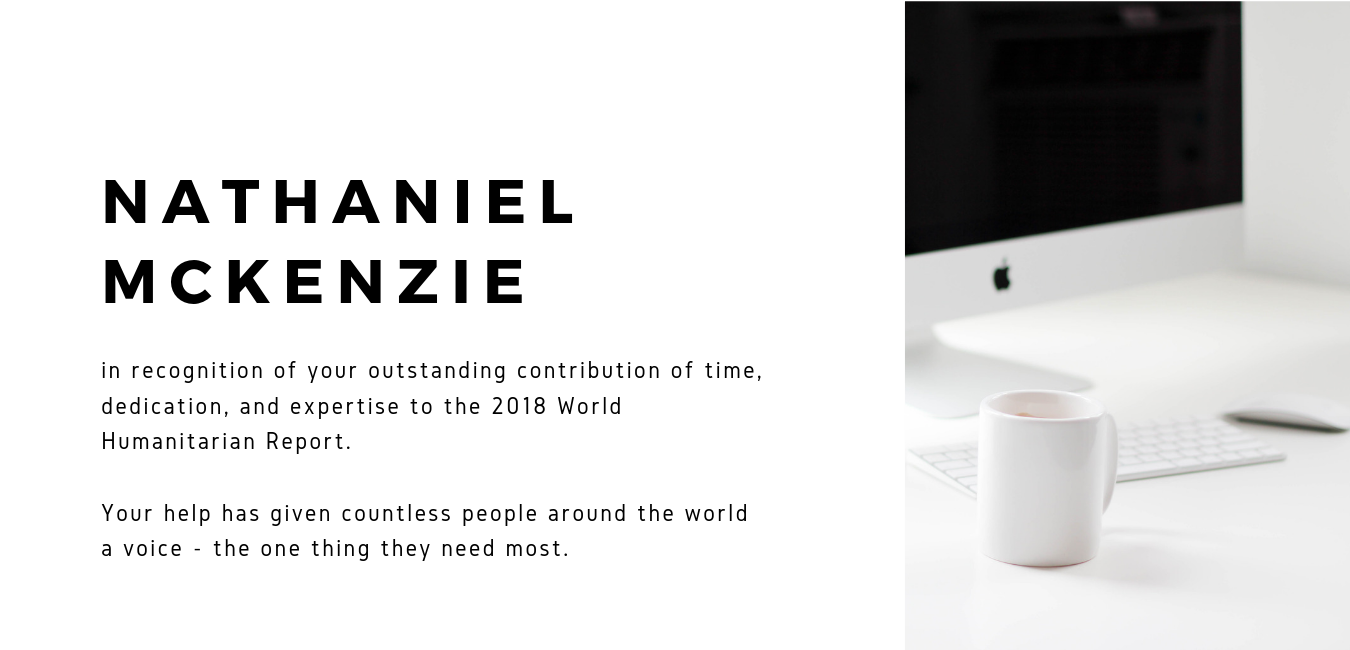 NATHANIEL
MCKENZIE
in recognition of your outstanding contribution of time,
dedication, and expertise to the 2018 World
Humanitarian Report.
Your help has given countless people around the world
a voice - the one thing they need most.